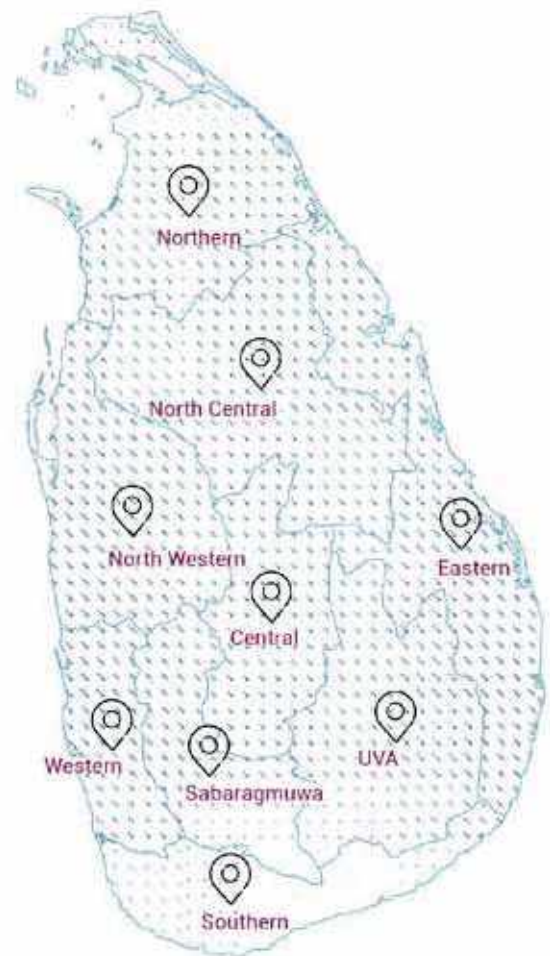 Northern
North Central
North Western
Eastern
Central
Western
UVA
Sabaragmuwa
Southern